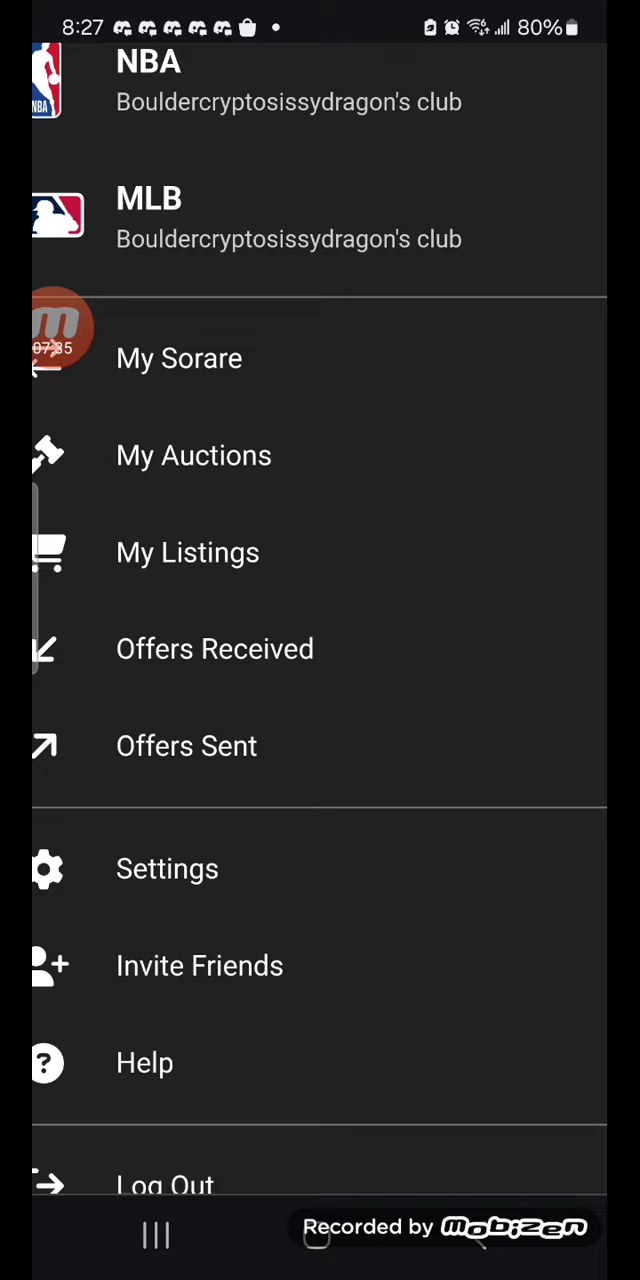 8:27 80%
NBA
NBA
Bouldercryptosissydragon's club
MLB
Bouldercryptosissydragon's club
m
07:35
My Sorare
My Auctions
My Listings
Offers Received
Offers Sent
Settings
Invite Friends
? Help
Log Out
Recorded by mobizen